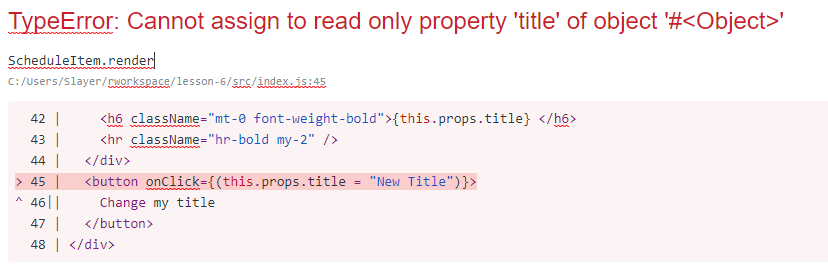 TypeError: Cannot assign to read only property 'title' of object '#<Object>'
ScheduleItem.render
C:/Users/Slayer/rworkspace/lesson-6/src/index.js:45
42 | <h6 className="mt-0 font-weight-bold">{this.props.title} </h6>
43 | <hr className="hr-bold my-2" />
44 | </div>
> 45 | <button onClick={(this.props.title = "New Title")}>
^ 46|| Change my title
47 | </button>
48 | </div>